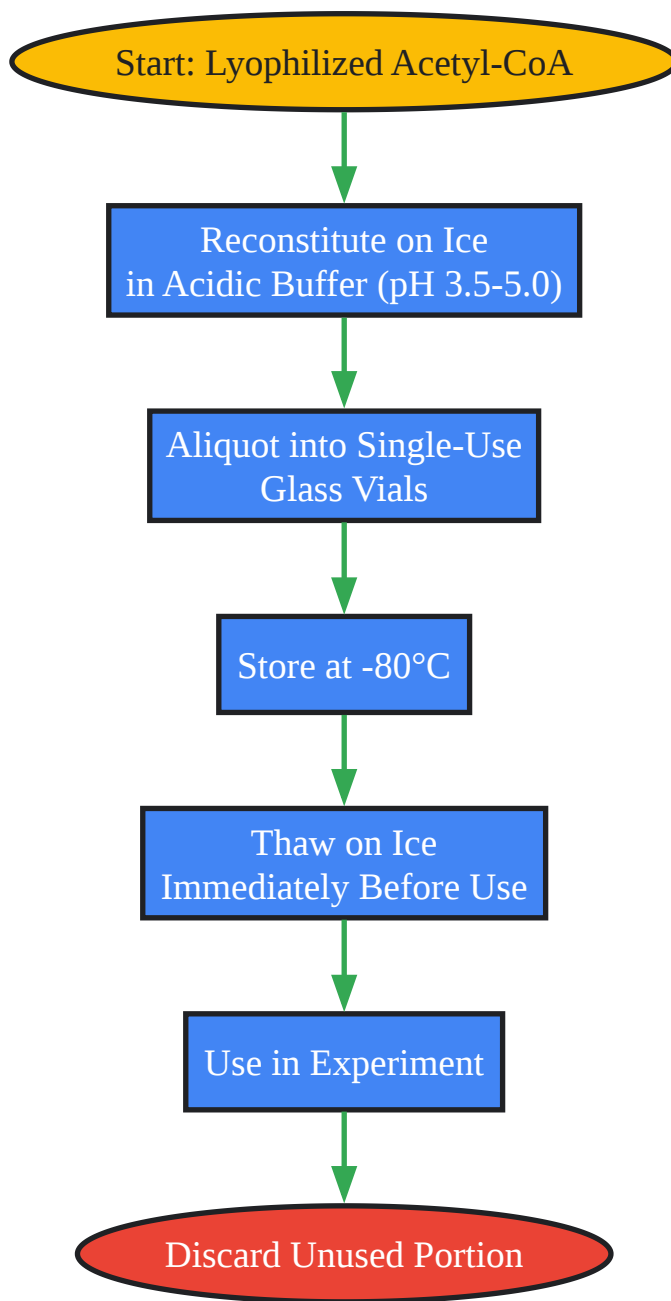 Start: Lyophilized Acetyl-CoA
Reconstitute on Ice
in Acidic Buffer (pH 3.5-5.0)
Aliquot into Single-Use
Glass Vials
Store at -80°C
Thaw on Ice
Immediately Before Use
Use in Experiment
Discard Unused Portion